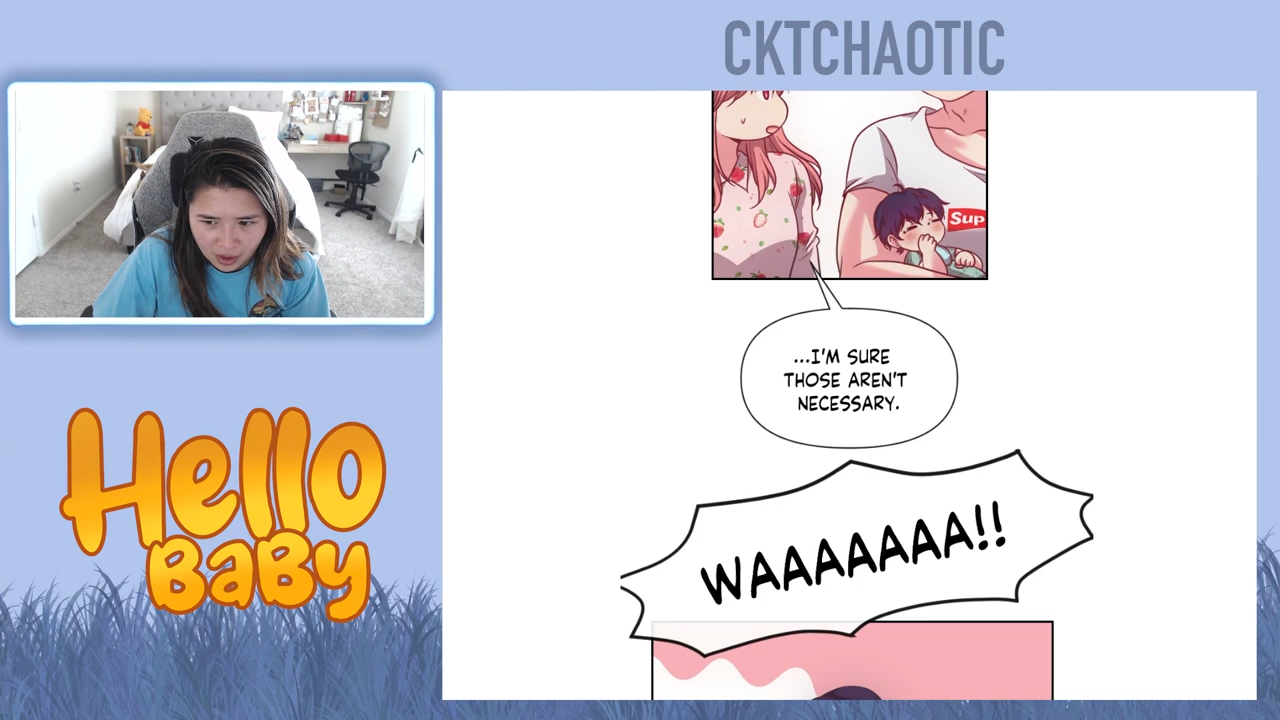 CKTCHAOTIC
Sup
...I'M SURE
THOSE AREN'T
NECESSARY.
WAAAAAAA!!
Hello
BaBy